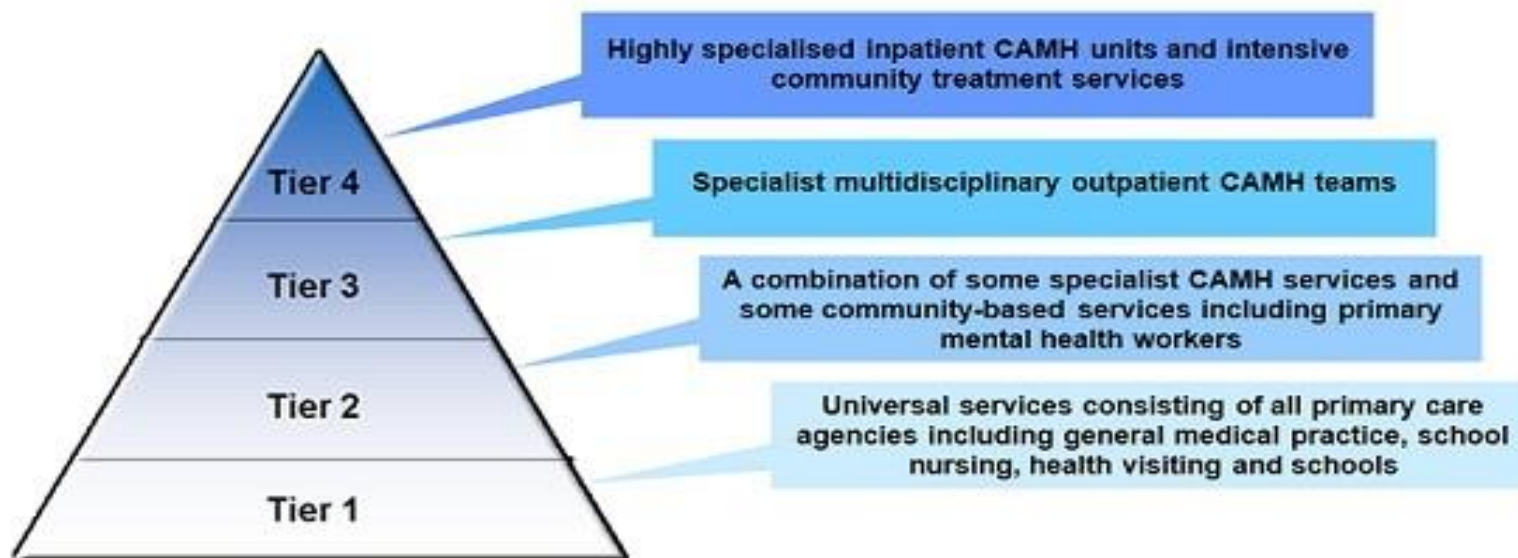 Highly specialised inpatient CAMH units and intensive
community treatment services
Tier 4
Specialist multidisciplinary outpatient CAMH teams
Tier 3
A combination of some specialist CAMH services and
some community-based services including primary
mental health workers
Tier 2
Universal services consisting of all primary care
agencies including general medical practice, school
nursing, health visiting and schools
Tier 1